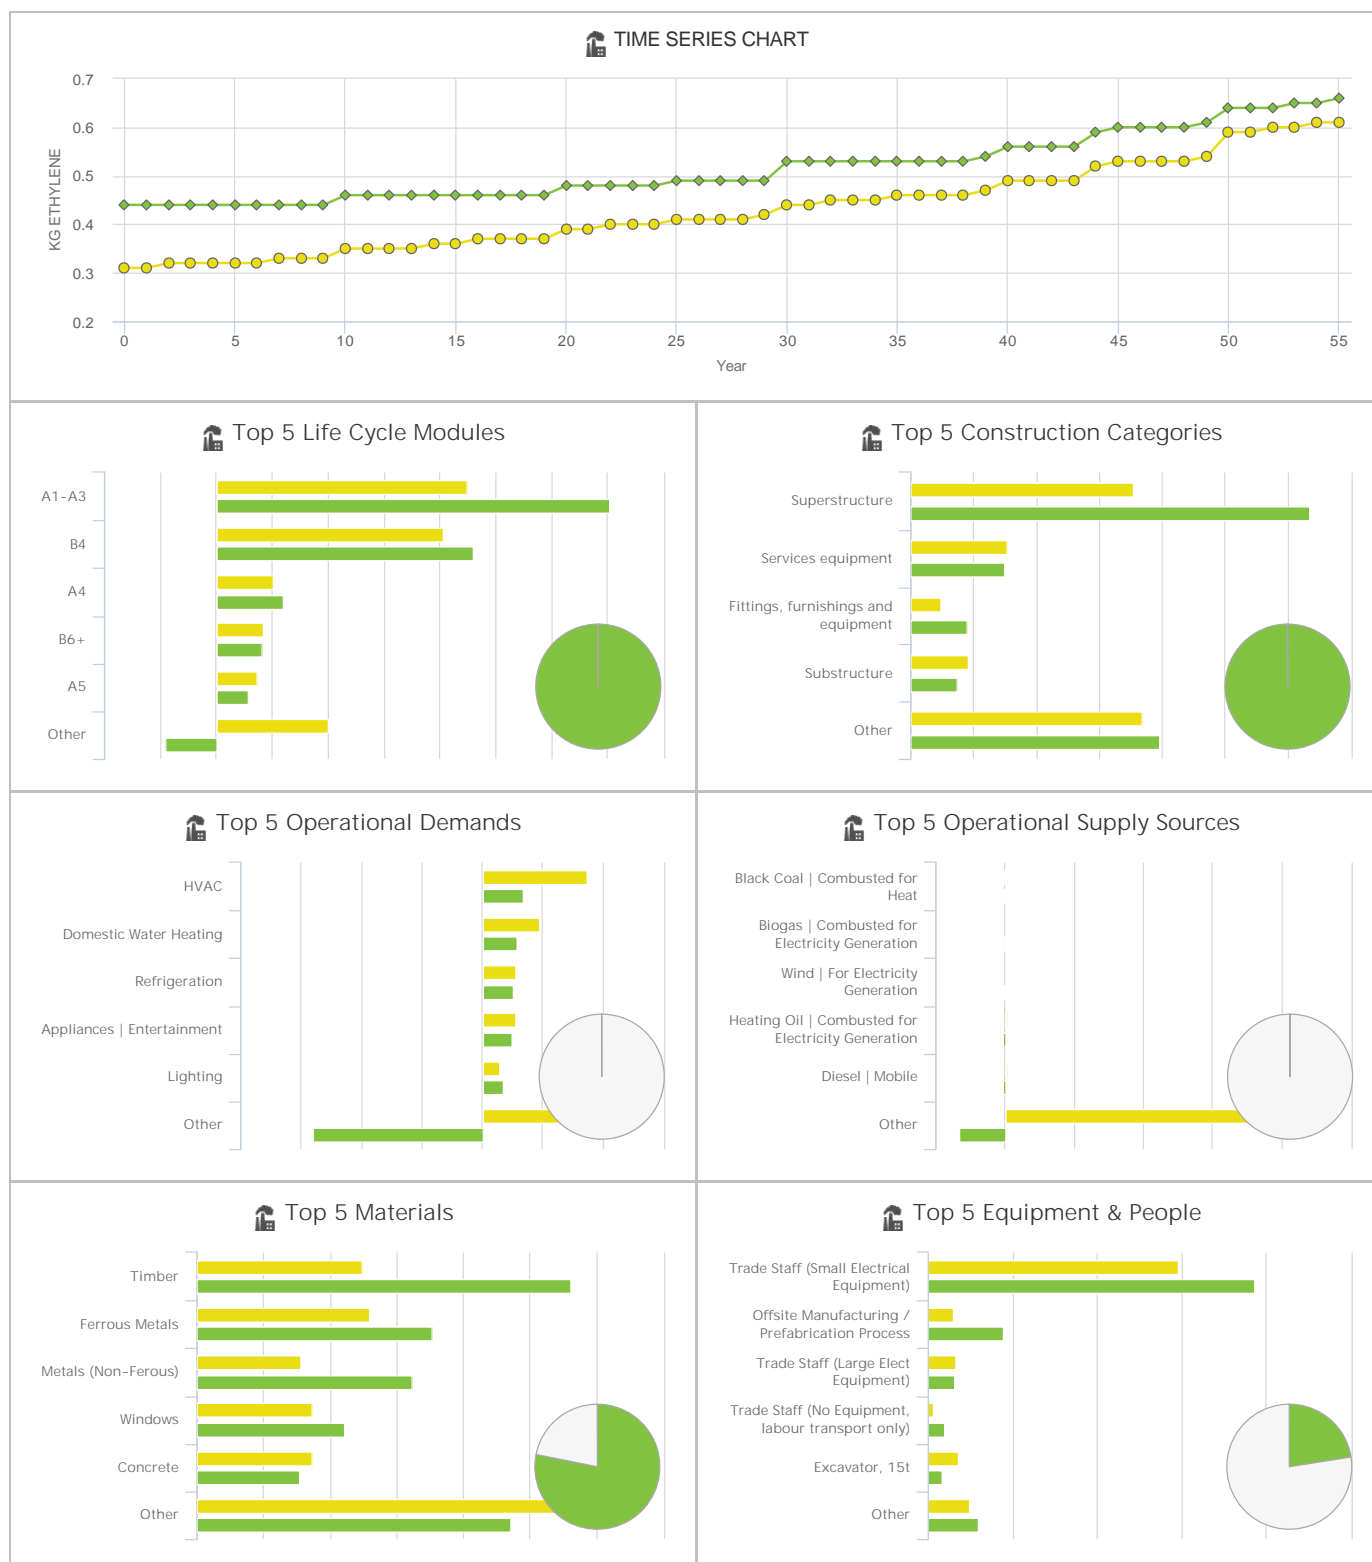 TIME SERIES CHART
KG ETHYLENE
0.7
0.6
0.5
0.4
0.3
0.2
0 5 10 15 20 25 30 35 40 45 50 55
Year
Top 5 Life Cycle Modules
A1-A3
B4
A4
B6+
A5
Other
Top 5 Construction Categories
Superstructure
Services equipment
Fittings, furnishings and
equipment
Substructure
Other
Top 5 Operational Demands
HVAC
Domestic Water Heating
Refrigeration
Appliances | Entertainment
Lighting
Other
Top 5 Operational Supply Sources
Black Coal | Combusted for
Heat
Biogas | Combusted for
Electricity Generation
Wind | For Electricity
Generation
Heating Oil | Combusted for
Electricity Generation
Diesel | Mobile
Other
Top 5 Materials
Timber
Ferrous Metals
Metals (Non-Ferous)
Windows
Concrete
Other
Top 5 Equipment & People
Trade Staff (Small Electrical
Equipment)
Offsite Manufacturing /
Prefabrication Process
Trade Staff (Large Elect
Equipment)
Trade Staff (No Equipment,
labour transport only)
Excavator, 15t
Other